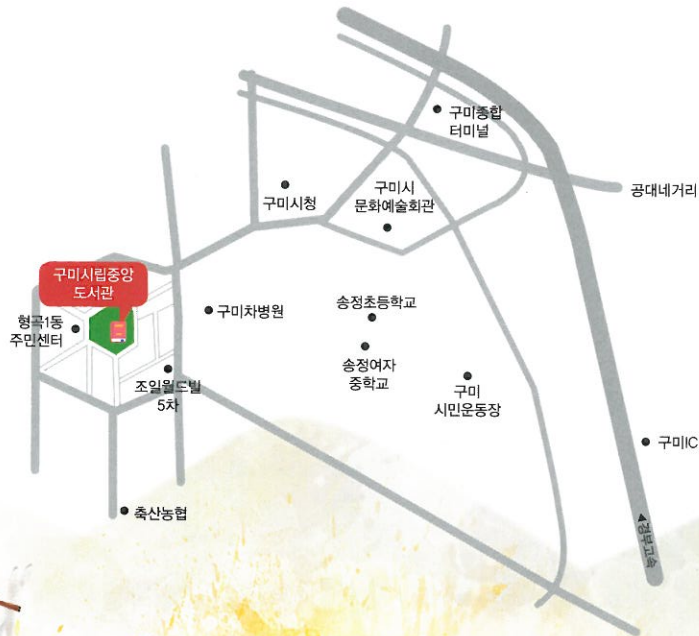 구미종합
터미널
공대네거리
구미시청
구미시
문화예술회관
구미시립중앙
도서관
형곡1동
주민센터
구미차병원
송정초등학교
송정여자
중학교
조일월드빌
5차
구미
시민운동장
구미IC
축산농협
◀경부고속